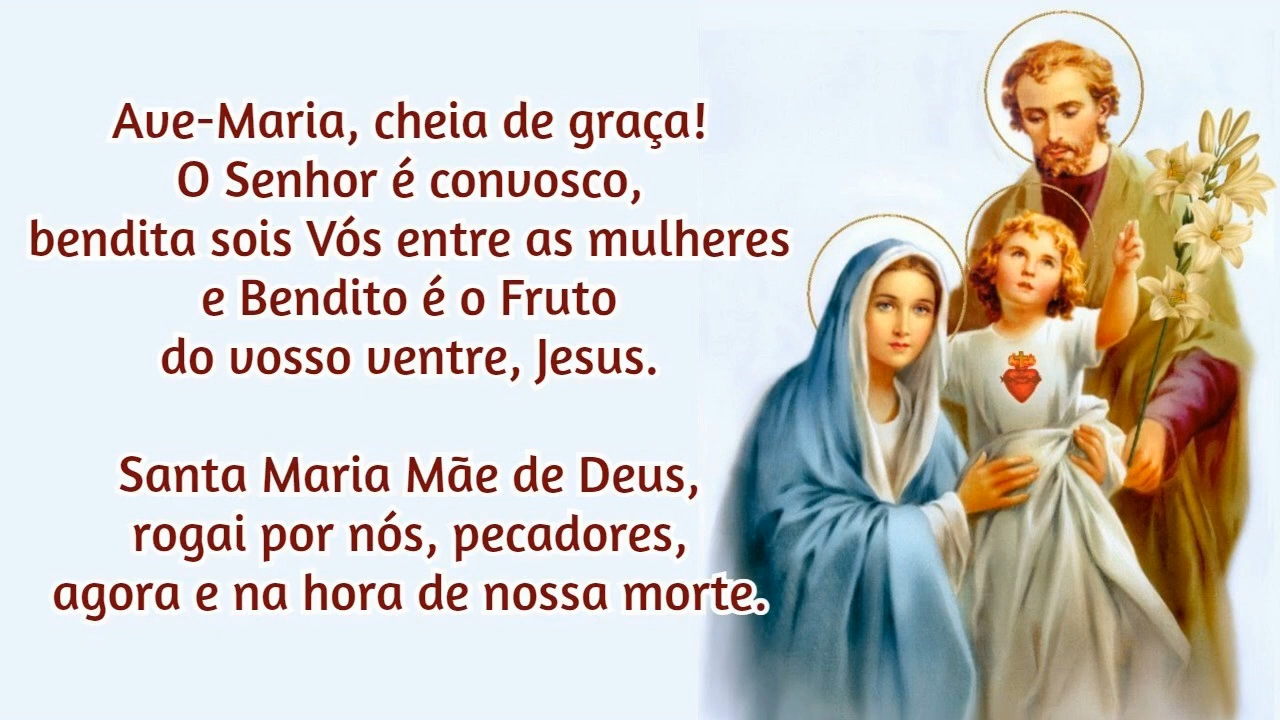 Ave-Maria, cheia de graça!
O Senhor é convosco,
bendita sois Vós entre as mulheres
e Bendito é o Fruto
do vosso ventre, Jesus.
Santa Maria Mãe de Deus,
rogai por nós, pecadores,
agora e na hora de nossa morte.